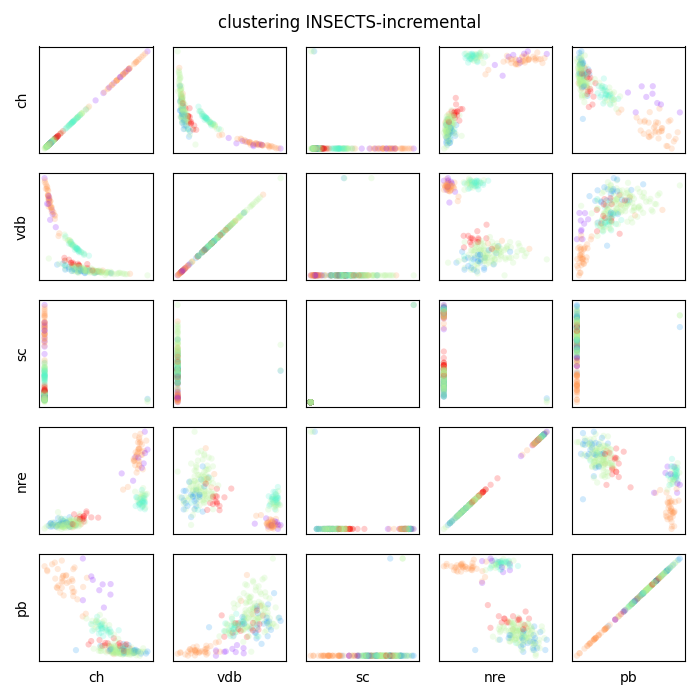 clustering INSECTS-incremental
ch
vdb
sc
nre
pb
ch
vdb
sc
nre
pb